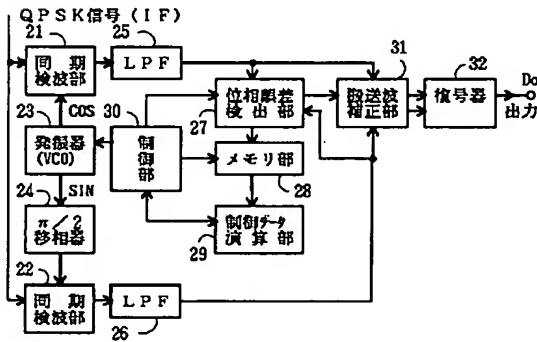 QPSK信号(IF)
21
同期
検波部
25
LPF
31
搬送波
補正部
32
復号器
Do
出力
COS
23
発振器
(VCO)
30
制御部
27
位相誤差
検出部
SIN
メモリ部
28
24
π/2
移相器
制御データ
演算部
29
22
同期
検波部
LPF
26